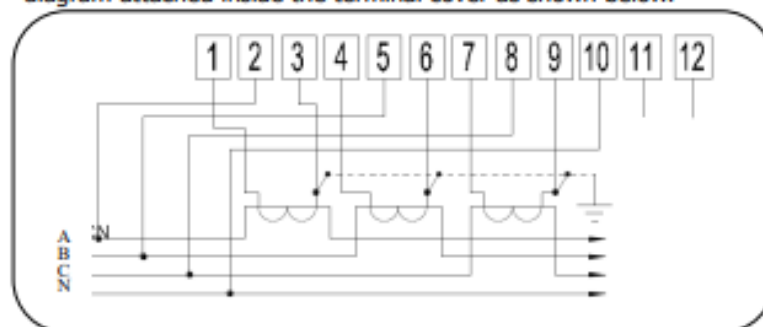 diagram attached inside the terminal cover as shown below.
1 2 3 4 5 6 7 8 9 10 11 12
A
B
C
N